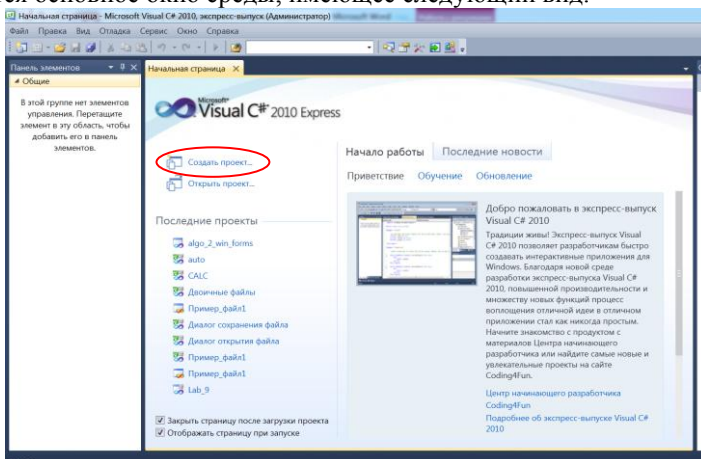 ся основное окно среды, имеющее следующий вид:
Начальная страница - Microsoft Visual C# 2010, экспресс-выпуск (Администратор)
Файл Правка Вид Отладка Сервис Окно Справка
Панель элементов
Начальная страница
Общие
В этой группе нет элементов
управления. Перетащите
элемент в эту область, чтобы
добавить его в панель
элементов.
Microsoft
Visual C# 2010 Express
Создать проект...
Открыть проект...
Последние проекты
algo_2_win_forms
auto
CALC
Двоичные файлы
Пример_файл1
Диалог сохранения файла
Диалог открытия файла
Пример_файл1
Пример_файл1
Lab_9
Закрыть страницу после загрузки проекта
Отображать страницу при запуске
Начало работы Последние новости
Приветствие Обучение Обновление
Добро пожаловать в экспресс-выпуск
Visual C# 2010
Традиции живы! Экспресс-выпуск Visual
C# 2010 позволяет разработчикам быстро
создавать интерактивные приложения для
Windows. Благодаря новой среде
разработки экспресс-выпуска Visual C#
2010, повышенной производительности и
множеству новых функций процесс
воплощения отличной идеи в отличном
приложении стал как никогда простым.
Начните знакомство с продуктом с
материалов Центра начинающего
разработчика или найдите самые новые и
увлекательные проекты на сайте
Coding4Fun.
Центр начинающего разработчика
Coding4Fun
Подробнее об экспресс-выпуске Visual C#
2010